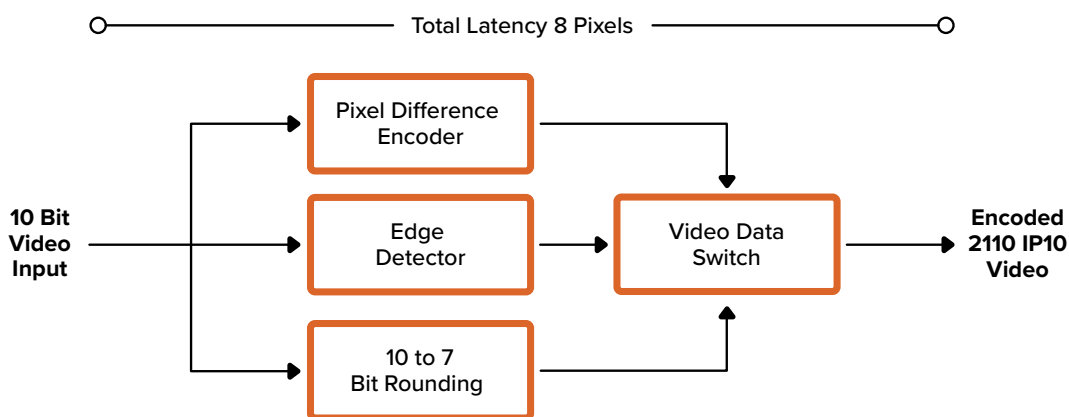 Total Latency 8 Pixels
Pixel Difference
Encoder
10 Bit
Video
Input
Edge
Detector
Video Data
Switch
Encoded
2110 IP10
Video
10 to 7
Bit Rounding